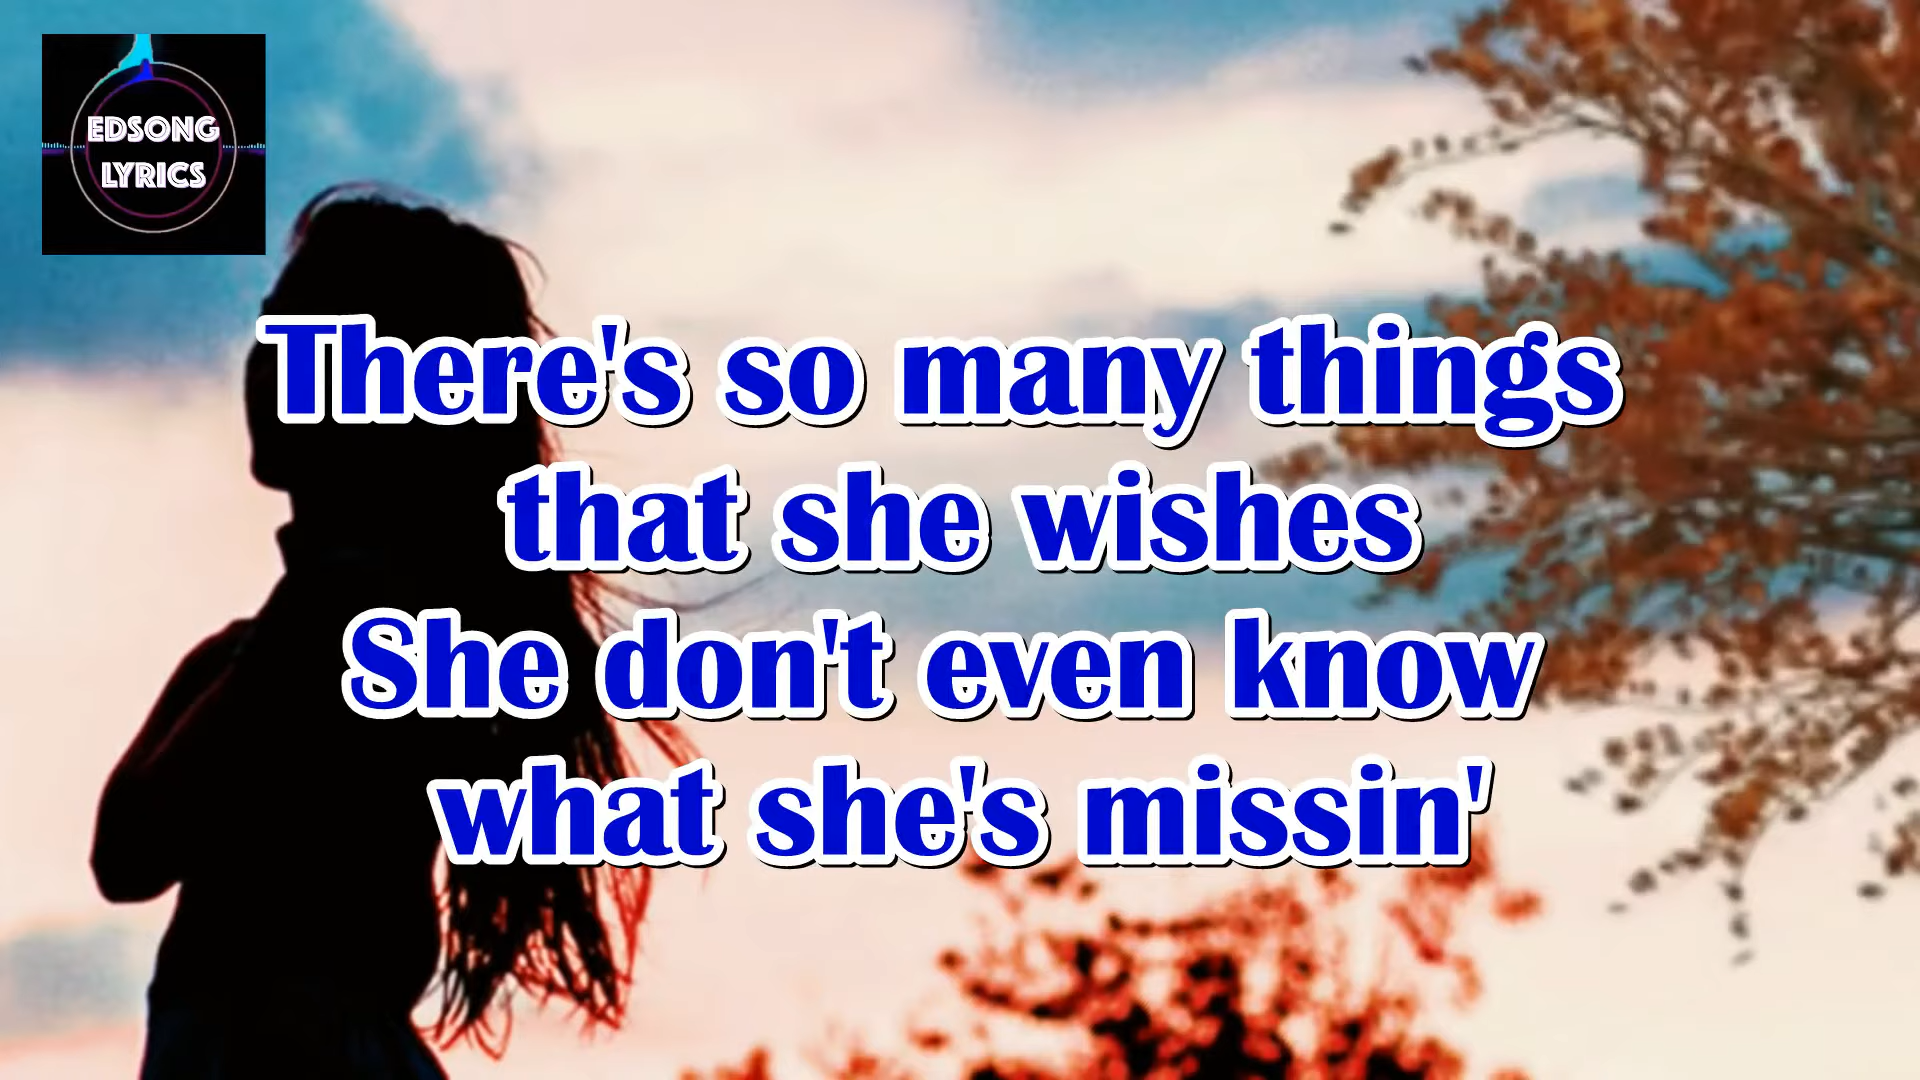 EDSONG
LYRICS
There's so many things
that she wishes
She don't even know
what she's missin'